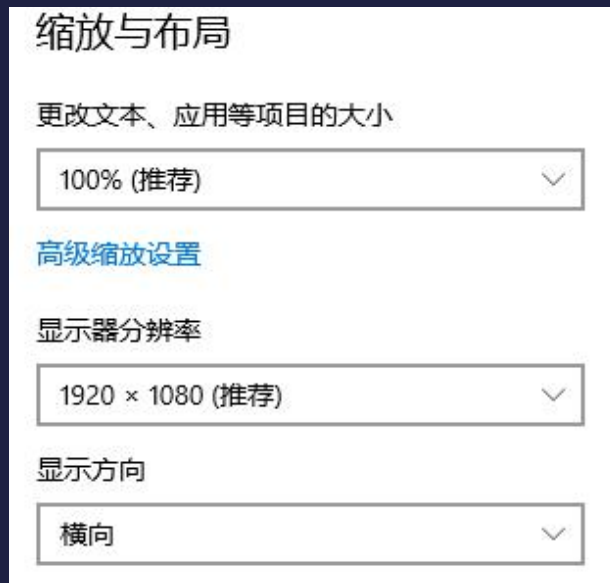 缩放与布局
更改文本、应用等项目的大小
100% (推荐)
高级缩放设置
显示器分辨率
1920 × 1080 (推荐)
显示方向
横向